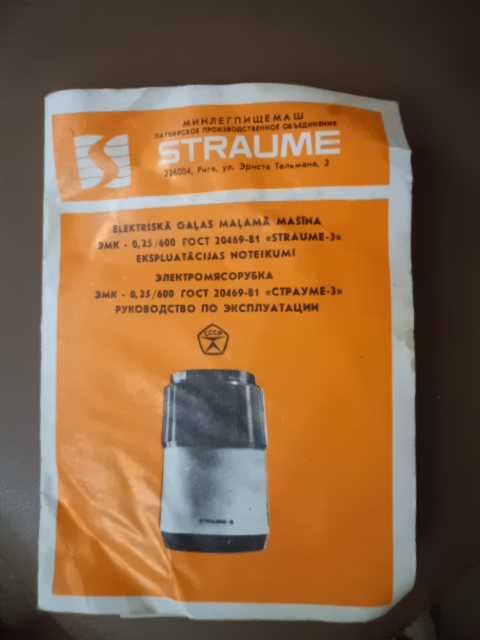 МИНЛЕГПИЩЕМАШ
ЛАТВИЙСКОЕ ПРОИЗВОДСТВЕННОЕ ОБЪЕДИНЕНИЕ
STRAUME
226004, Рига, ул. Эрнста Тельмана, 2
ELEKTRISKĀ GAĻAS MAĻAMĀ MAŠĪNA
ЭМК - 0,25/600 ГОСТ 20469-81 «STRAUME-3»
EKSPLUATĀCIJAS NOTEIKUMI
ЭЛЕКТРОМЯСОРУБКА
ЭМК - 0,25/600 ГОСТ 20469-81 «СТРАУМЕ-3»
РУКОВОДСТВО ПО ЭКСПЛУАТАЦИИ
СССР
STRAUME-3